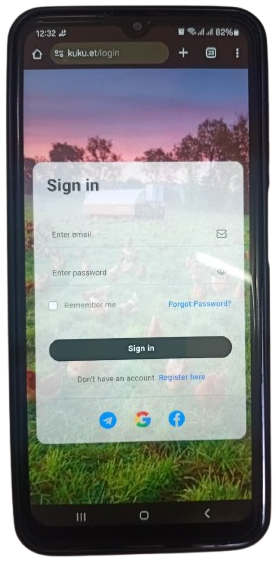 12:32 82%
kuku.et/login
Sign in
Enter email
Enter password
Remember me Forgot Password?
Sign in
Don't have an account Register here